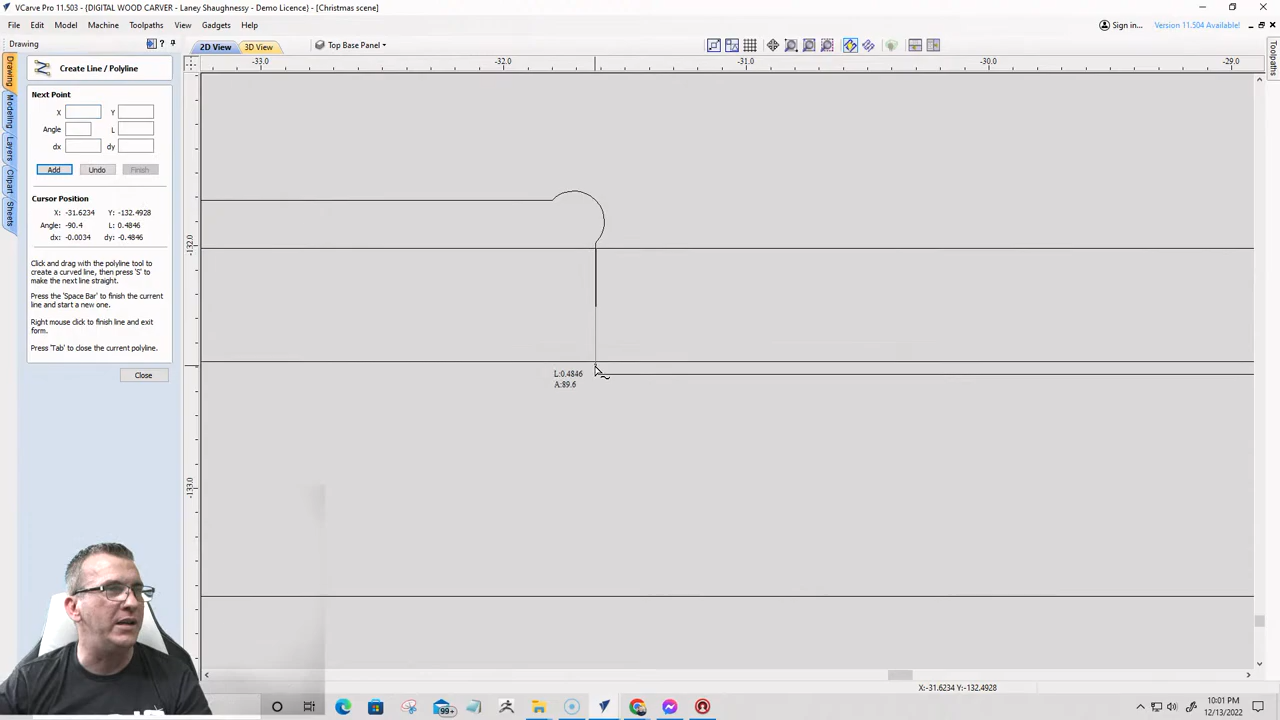 VCarve Pro 11.503 - {DIGITAL WOOD CARVER - Laney Shaughnessy - Demo Licence} - [Christmas scene]
File Edit Model Machine Toolpaths View Gadgets Help
Sign in... Version 11.504 Available!
Drawing
2D View 3D View Top Base Panel
Create Line / Polyline
-33.0 -32.0 -31.0 -30.0 -29.0
Drawing
Modeling
Layers
Clipart
Sheets
Toolpaths
Next Point
X Y
Angle L
dx dy
Add Undo Finish
Cursor Position
X: -31.6234 Y: -132.4928
Angle: -90.4 L: 0.4846
dx: -0.0034 dy: -0.4846
Click and drag with the polyline tool to
create a curved line, then press 'S' to
make the next line straight.
Press the 'Space Bar' to finish the current
line and start a new one.
Right mouse click to finish line and exit
form.
Press 'Tab' to close the current polyline.
Close
-132.0
-133.0
L:0.4846
A:89.6
X:-31.6234 Y:-132.4928
99+
10:01 PM
12/13/2022